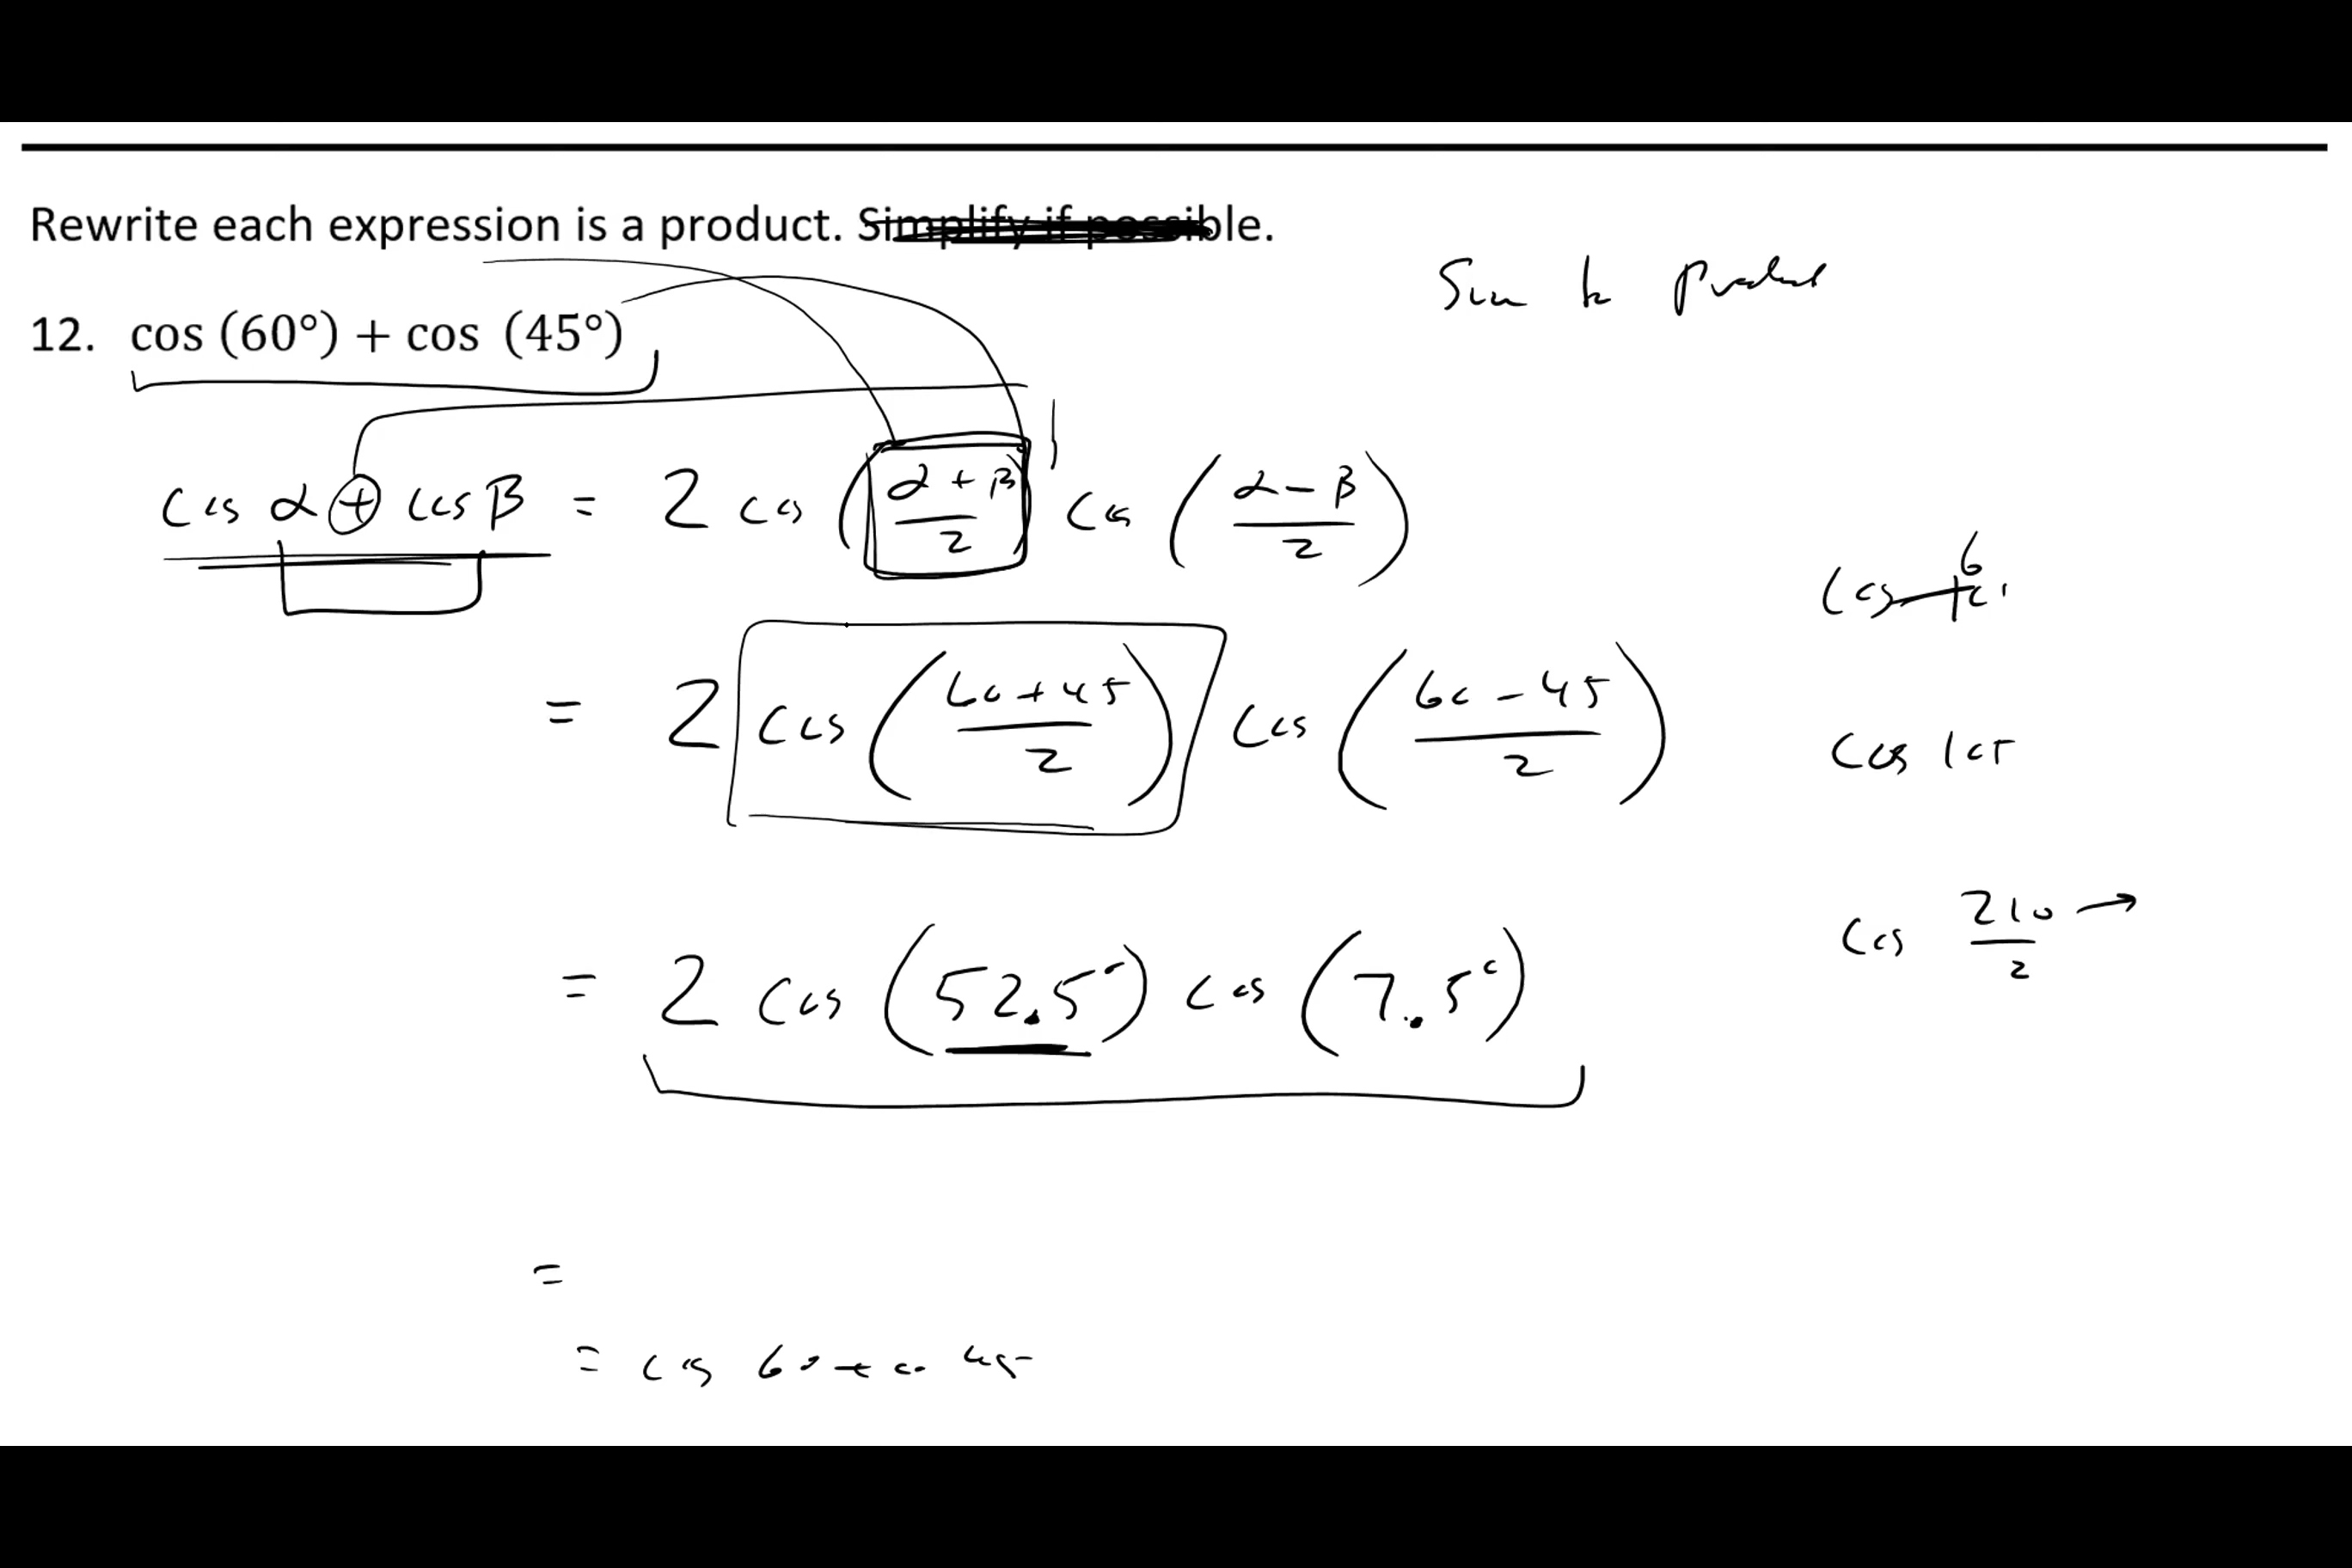 Rewrite each expression is a product. Simplify if possible.
Sum to Product
12. cos (60°) + cos (45°)
cos α + cos β = 2 cos (α + β / 2) cos (α - β / 2)
= 2 cos (60 + 45 / 2) cos (60 - 45 / 2)
cos 105
= 2 cos (52.5°) cos (7.5°)
cos 210 / 2 →
=
= cos 60 + cos 45